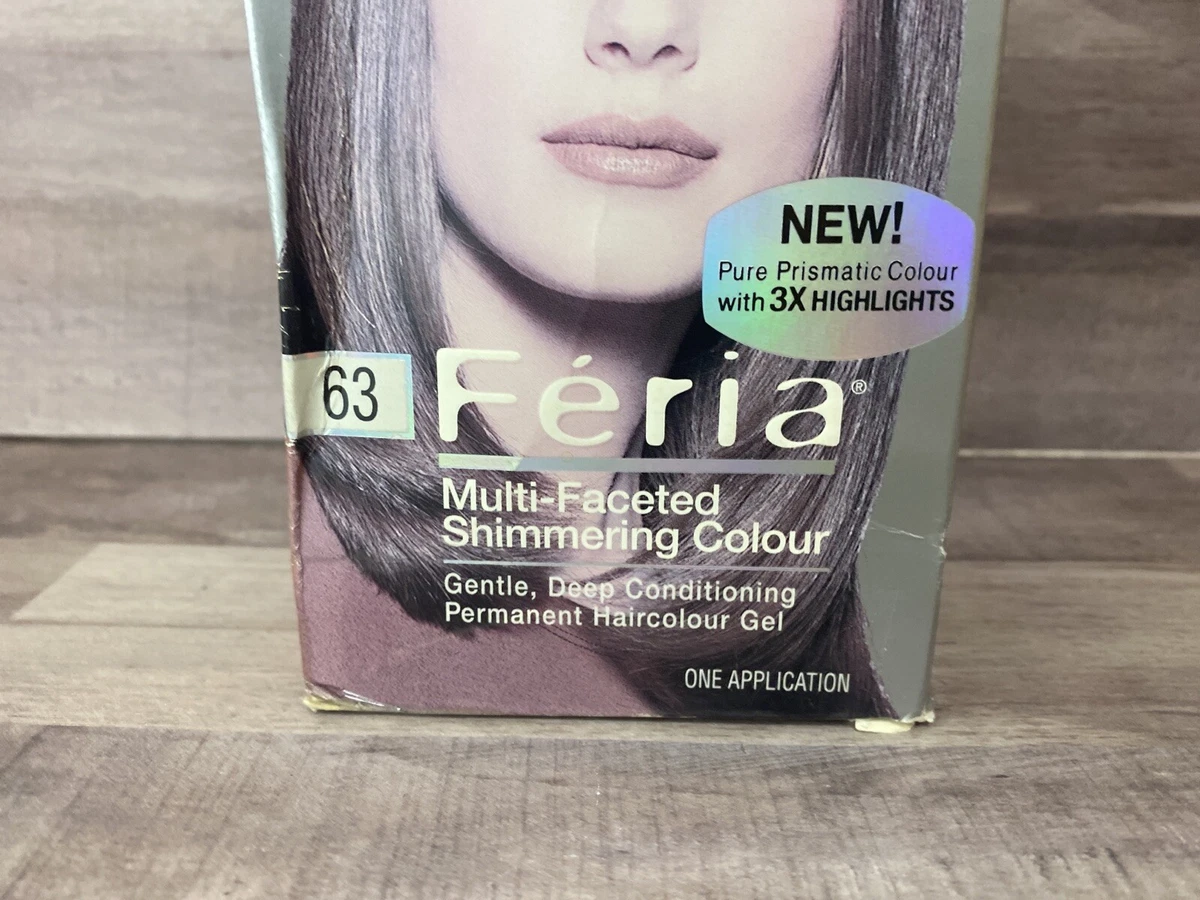 NEW!
Pure Prismatic Colour
with 3X HIGHLIGHTS
63
Féria®
Multi-Faceted
Shimmering Colour
Gentle, Deep Conditioning
Permanent Haircolour Gel
ONE APPLICATION